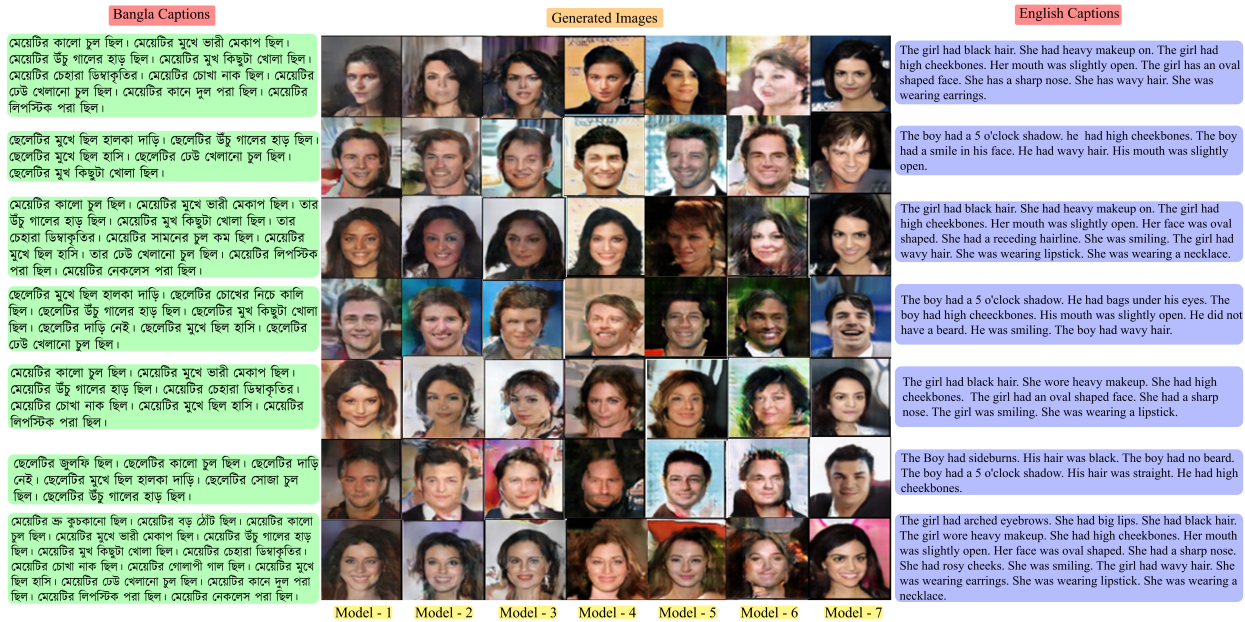 Bangla Captions
Generated Images
English Captions
মেয়েটির কালো চুল ছিল। মেয়েটির মুখে ভারী মেকাপ ছিল।
মেয়েটির উঁচু গালের হাড় ছিল। মেয়েটির মুখ কিছুটা খোলা ছিল।
মেয়েটির চেহারা ডিম্বাকৃতির। মেয়েটির চোখা নাক ছিল। মেয়েটির
ঢেউ খেলানো চুল ছিল। মেয়েটির কানে দুল পরা ছিল। মেয়েটির
লিপস্টিক পরা ছিল।
The girl had black hair. She had heavy makeup on. The girl had
high cheekbones. Her mouth was slightly open. The girl has an oval
shaped face. She has a sharp nose. She has wavy hair. She was
wearing earrings.
ছেলেটির মুখে ছিল হালকা দাড়ি। ছেলেটির উঁচু গালের হাড় ছিল।
ছেলেটির মুখে ছিল হাসি। ছেলেটির ঢেউ খেলানো চুল ছিল।
ছেলেটির মুখ কিছুটা খোলা ছিল।
The boy had a 5 o'clock shadow. he had high cheekbones. The boy
had a smile in his face. He had wavy hair. His mouth was slightly
open.
মেয়েটির কালো চুল ছিল। মেয়েটির মুখে ভারী মেকাপ ছিল। তার
উঁচু গালের হাড় ছিল। মেয়েটির মুখ কিছুটা খোলা ছিল। তার
চেহারা ডিম্বাকৃতির। মেয়েটির সামনের চুল কম ছিল। মেয়েটির
মুখে ছিল হাসি। তার ঢেউ খেলানো চুল ছিল। মেয়েটির লিপস্টিক
পরা ছিল। মেয়েটির নেকলেস পরা ছিল।
The girl had black hair. She had heavy makeup on. The girl had
high cheekbones. Her mouth was slightly open. Her face was oval
shaped. She had a receding hairline. She was smiling. The girl had
wavy hair. She was wearing lipstick. She was wearing a necklace.
ছেলেটির মুখে ছিল হালকা দাড়ি। ছেলেটির চোখের নিচে কালি
ছিল। ছেলেটির উঁচু গালের হাড় ছিল। ছেলেটির মুখ কিছুটা খোলা
ছিল। ছেলেটির দাড়ি নেই। ছেলেটির মুখে ছিল হাসি। ছেলেটির
ঢেউ খেলানো চুল ছিল।
The boy had a 5 o'clock shadow. He had bags under his eyes. The
boy had high cheeckbones. His mouth was slightly open. He did not
have a beard. He was smiling. The boy had wavy hair.
মেয়েটির কালো চুল ছিল। মেয়েটির মুখে ভারী মেকাপ ছিল।
মেয়েটির উঁচু গালের হাড় ছিল। মেয়েটির চেহারা ডিম্বাকৃতির।
মেয়েটির চোখা নাক ছিল। মেয়েটির মুখে ছিল হাসি। মেয়েটির
লিপস্টিক পরা ছিল।
The girl had black hair. She wore heavy makeup. She had high
cheekbones. The girl had an oval shaped face. She had a sharp
nose. The girl was smiling. She was wearing a lipstick.
ছেলেটির জুলফি ছিল। ছেলেটির কালো চুল ছিল। ছেলেটির দাড়ি
নেই। ছেলেটির মুখে ছিল হালকা দাড়ি। ছেলেটির সোজা চুল
ছিল। ছেলেটির উঁচু গালের হাড় ছিল।
The Boy had sideburns. His hair was black. The boy had no beard.
The boy had a 5 o'clock shadow. His hair was straight. He had high
cheekbones.
মেয়েটির ভ্রু কুচকানো ছিল। মেয়েটির বড় ঠোঁট ছিল। মেয়েটির কালো
চুল ছিল। মেয়েটির মুখে ভারী মেকাপ ছিল। মেয়েটির উঁচু গালের হাড়
ছিল। মেয়েটির মুখ কিছুটা খোলা ছিল। মেয়েটির চেহারা ডিম্বাকৃতির।
মেয়েটির চোখা নাক ছিল। মেয়েটির গোলাপী গাল ছিল। মেয়েটির মুখে
ছিল হাসি। মেয়েটির ঢেউ খেলানো চুল ছিল। মেয়েটির কানে দুল পরা
ছিল। মেয়েটির লিপস্টিক পরা ছিল। মেয়েটির নেকলেস পরা ছিল।
The girl had arched eyebrows. She had big lips. She had black hair.
The girl wore heavy makeup. She had high cheekbones. Her mouth
was slightly open. Her face was oval shaped. She had a sharp nose.
She had rosy cheeks. She was smiling. The girl had wavy hair. She
was wearing earrings. She was wearing lipstick. She was wearing a
necklace.
Model - 1 Model - 2 Model - 3 Model - 4 Model - 5 Model - 6 Model - 7